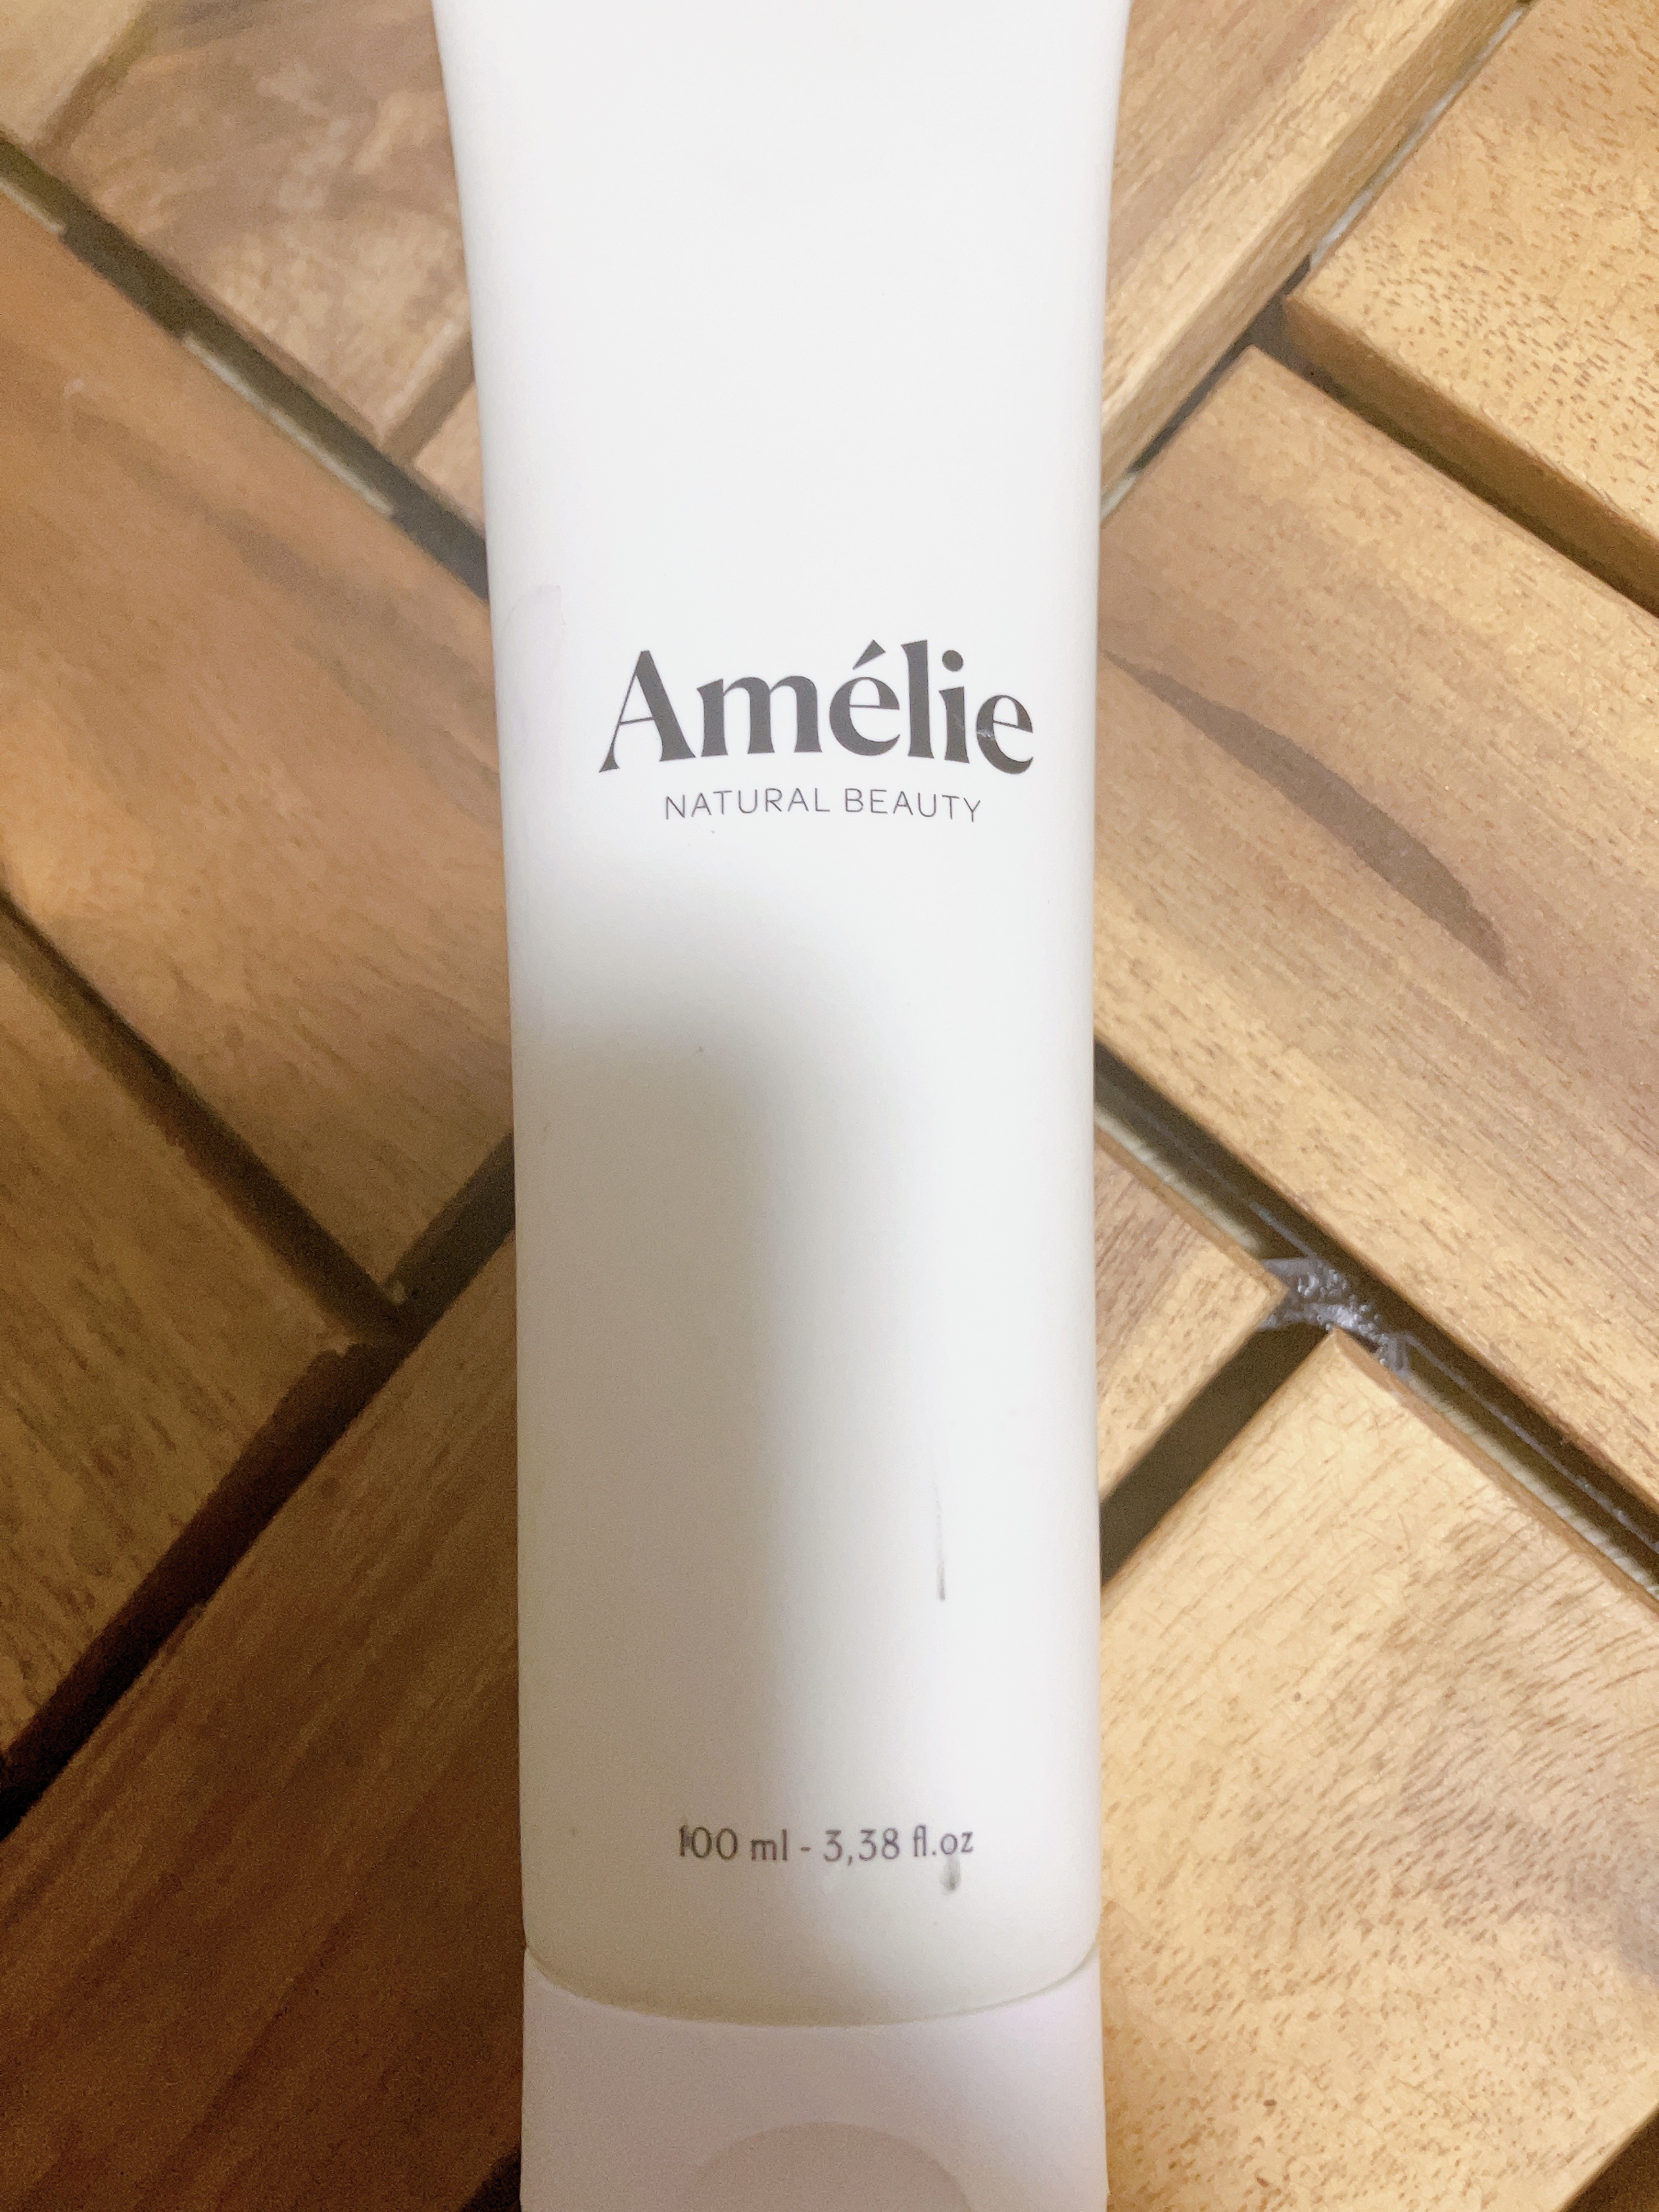 Amélie
NATURAL BEAUTY
100 ml - 3,38 fl.oz